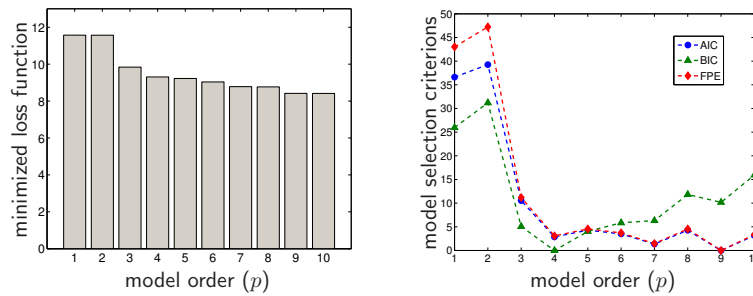 minimized loss function
12
10
8
6
4
2
0
1 2 3 4 5 6 7 8 9 10
model order (p)
model selection criterions
50
45
40
35
30
25
20
15
10
5
0
AIC
BIC
FPE
1 2 3 4 5 6 7 8 9 1
model order (p)